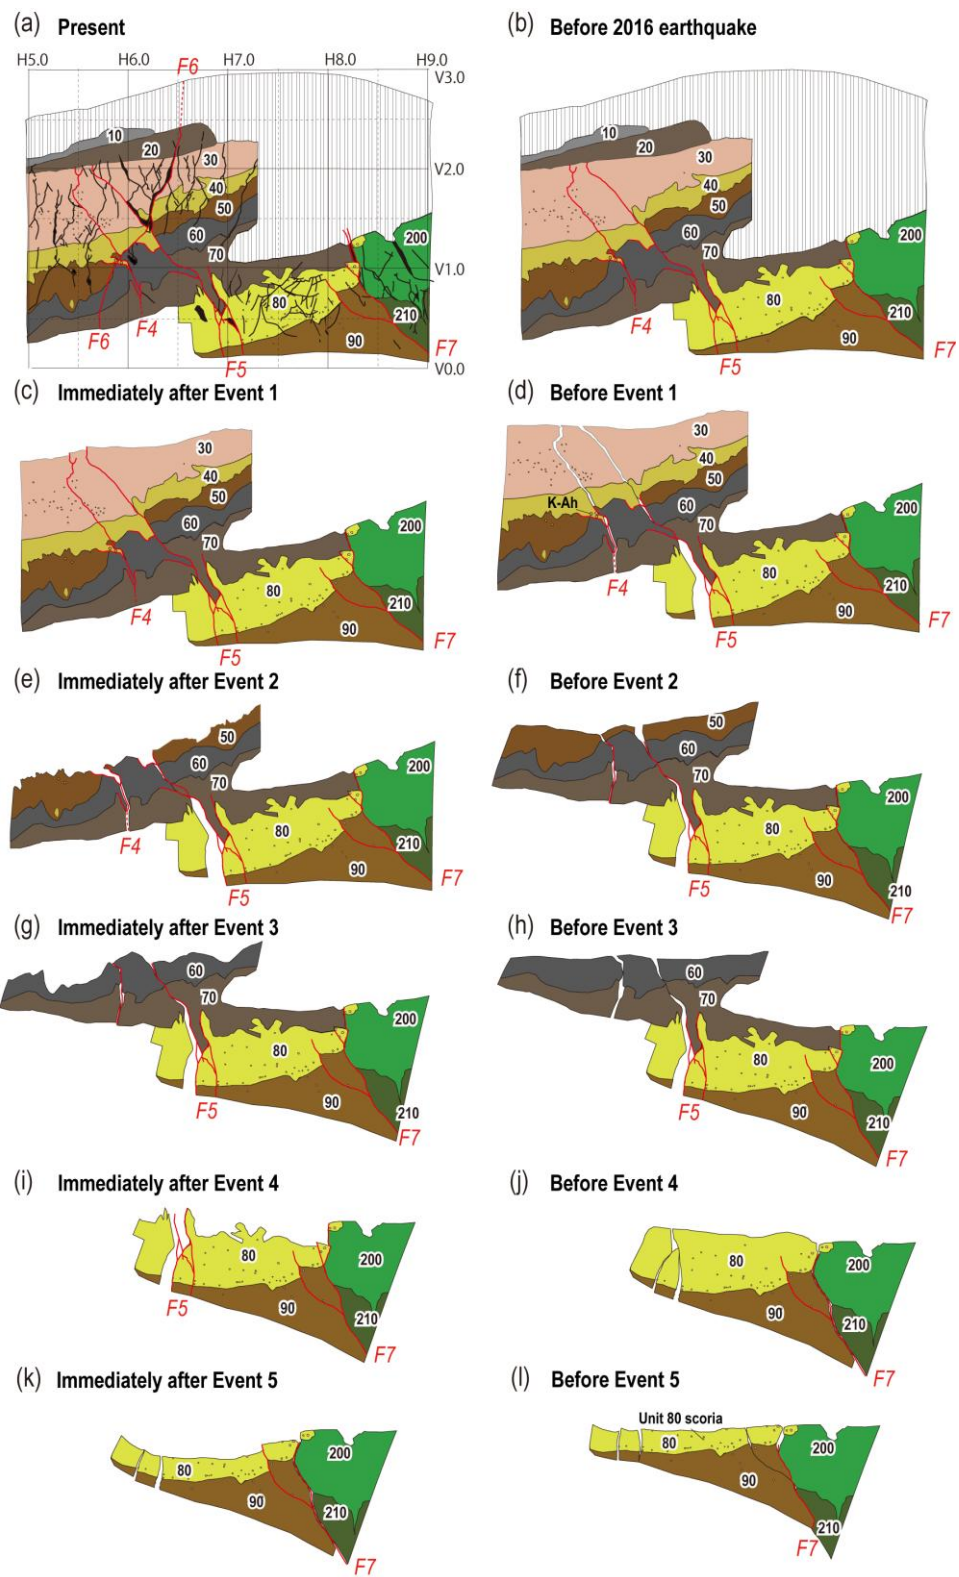 (a) Present
H5.0 H6.0 H7.0 H8.0 H9.0
F6
V3.0
10
20
30
V2.0
40
50
60
200
70
V1.0
80
210
F6 F4
90
F7
F5
V0.0
(b) Before 2016 earthquake
10
20
30
40
50
60
200
70
80
210
F4
90
F7
F5
(c) Immediately after Event 1
30
40
50
200
60
70
80
210
F4
90
F7
F5
(d) Before Event 1
30
40
50
K-Ah
200
60
70
80
F4
210
90
F7
F5
(e) Immediately after Event 2
50
60
200
70
80
F4
210
90
F7
F5
(f) Before Event 2
50
60
70
200
80
90
F5
210
F7
(g) Immediately after Event 3
60
70
200
80
90
F5
210
F7
(h) Before Event 3
60
70
200
80
90
F5
210
F7
(i) Immediately after Event 4
80
200
F5
90
210
F7
(j) Before Event 4
80
200
90
210
F7
(k) Immediately after Event 5
200
80
90
210
F7
(l) Before Event 5
Unit 80 scoria
80
200
90
210
F7